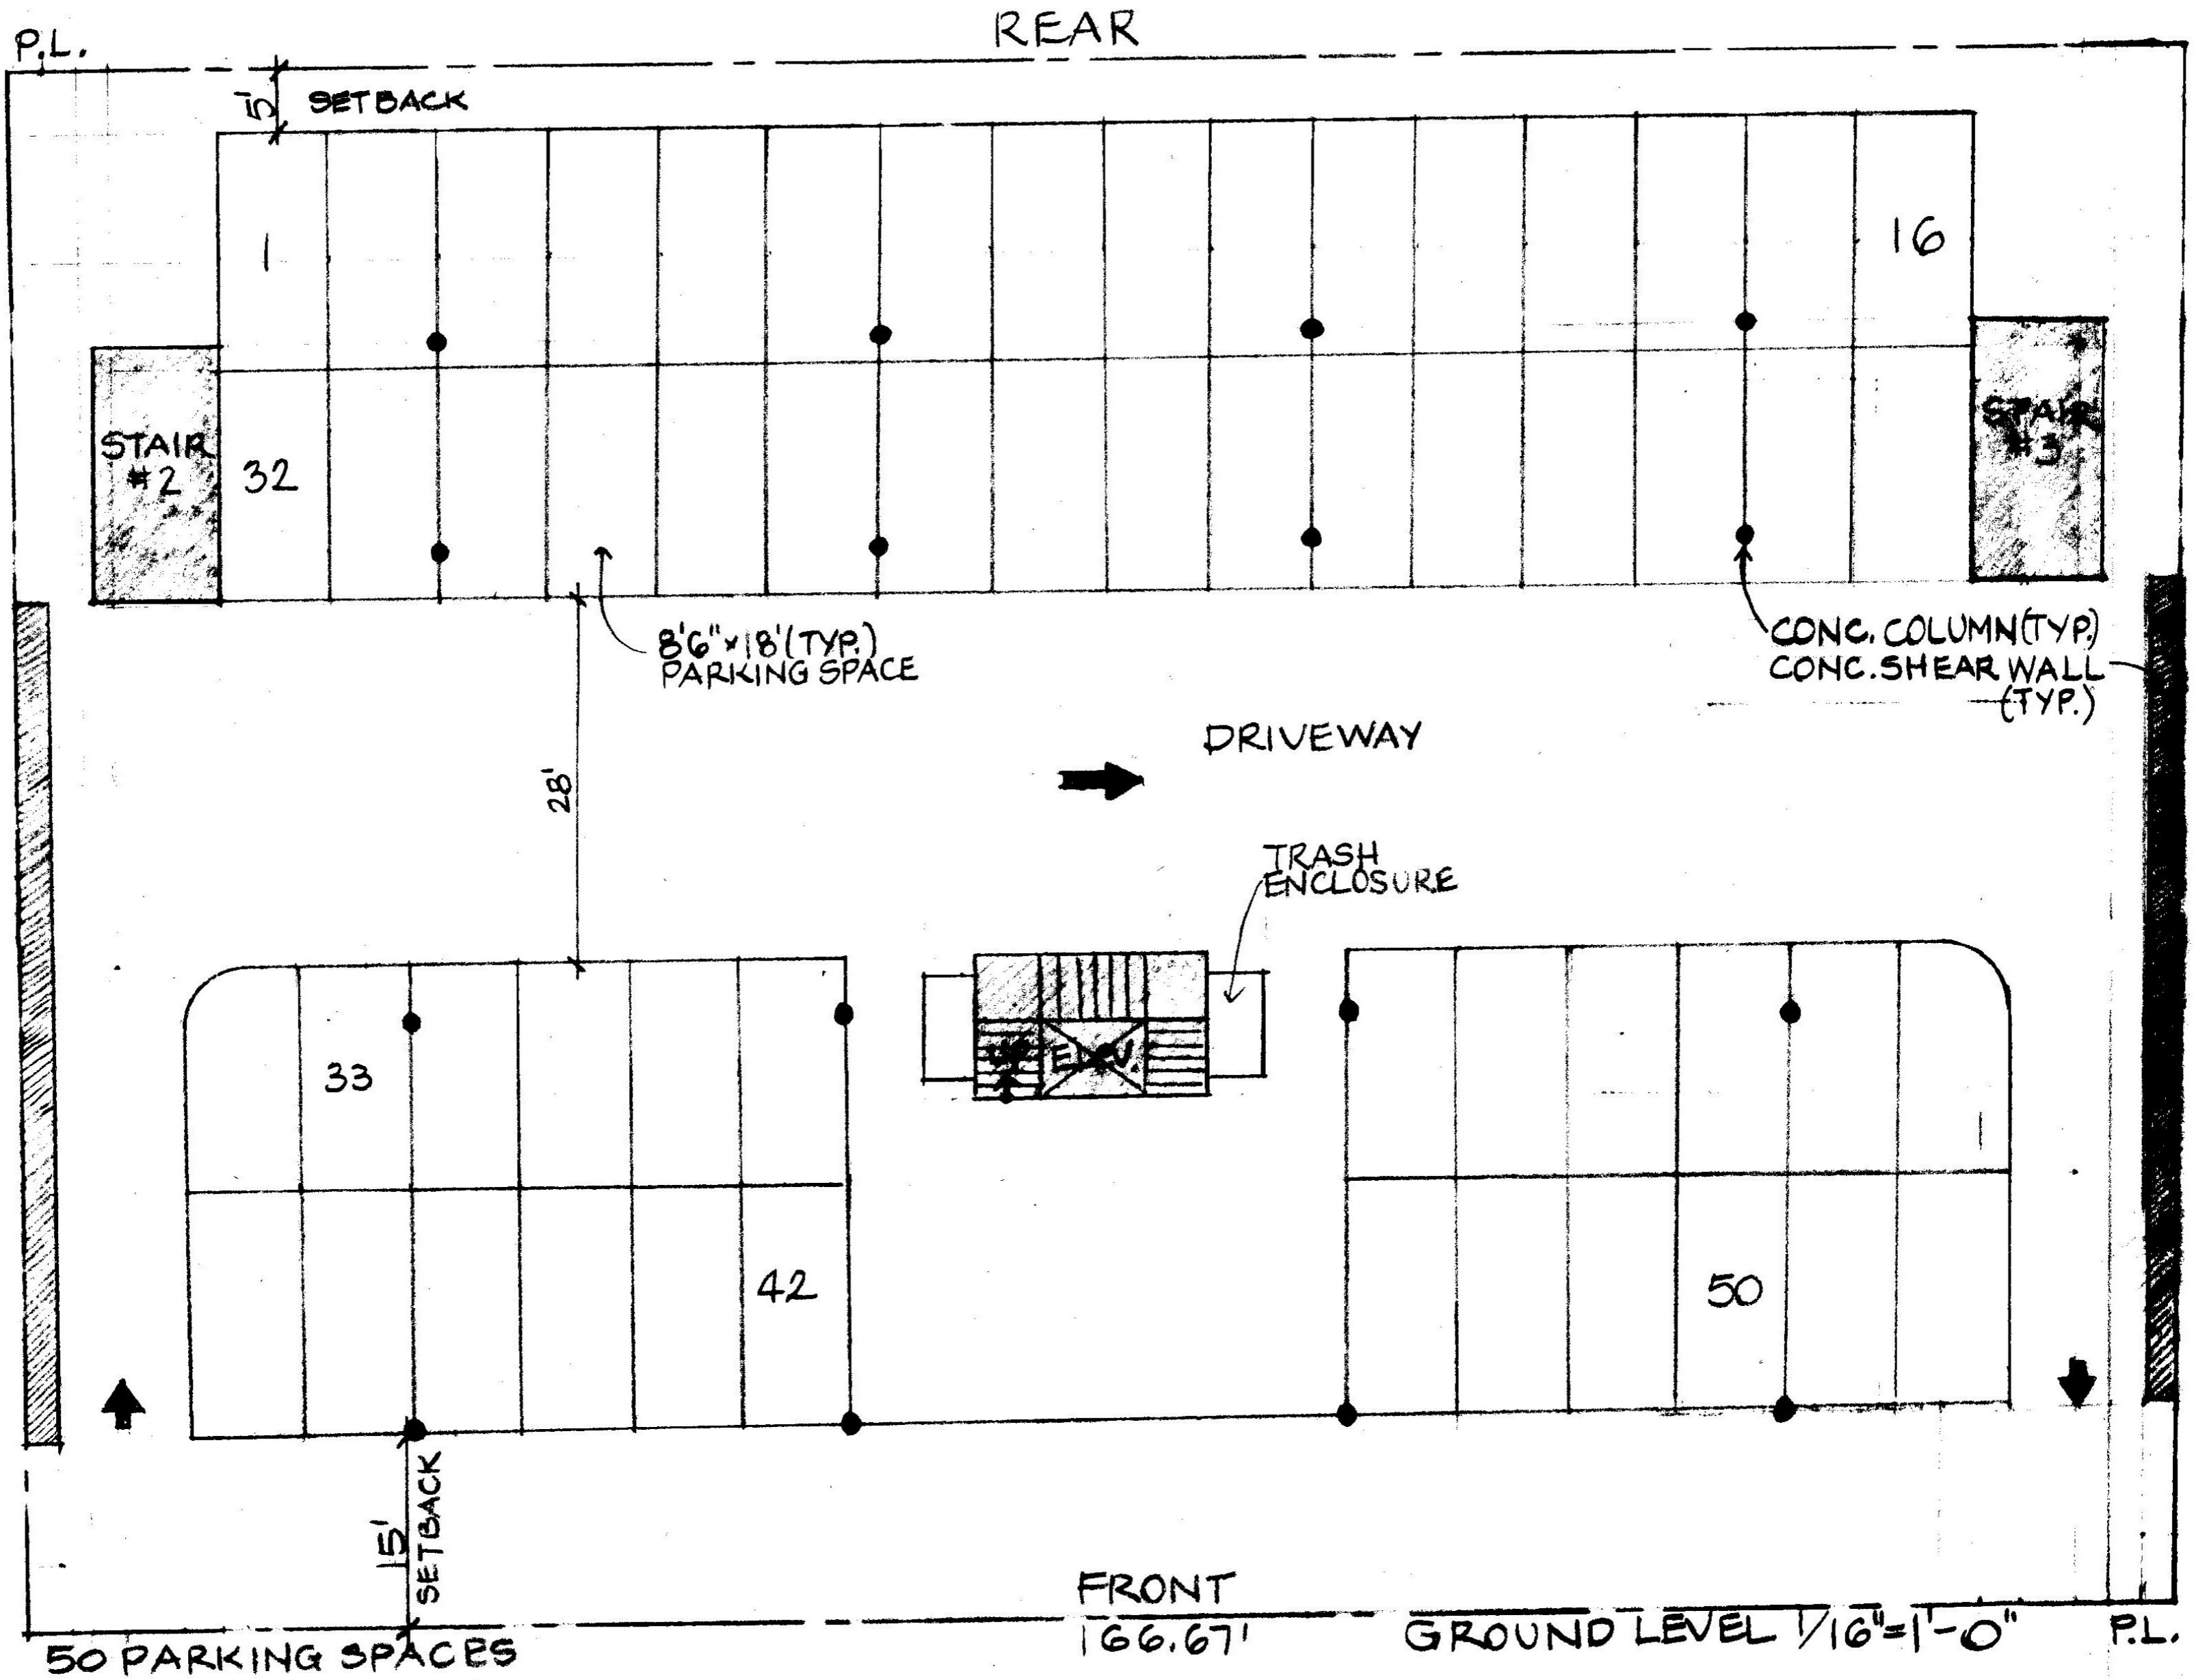 REAR
P.L.
5'
SETBACK
1
16
STAIR
#2
32
STAIR
#3
8'6"x18'(TYP.)
PARKING SPACE
CONC. COLUMN(TYP.)
CONC. SHEAR WALL
(TYP.)
DRIVEWAY
28'
TRASH
ENCLOSURE
UP
ELEV.
33
42
50
15'
SETBACK
FRONT
166.67'
GROUND LEVEL 1/16"=1'-0"
P.L.
50 PARKING SPACES